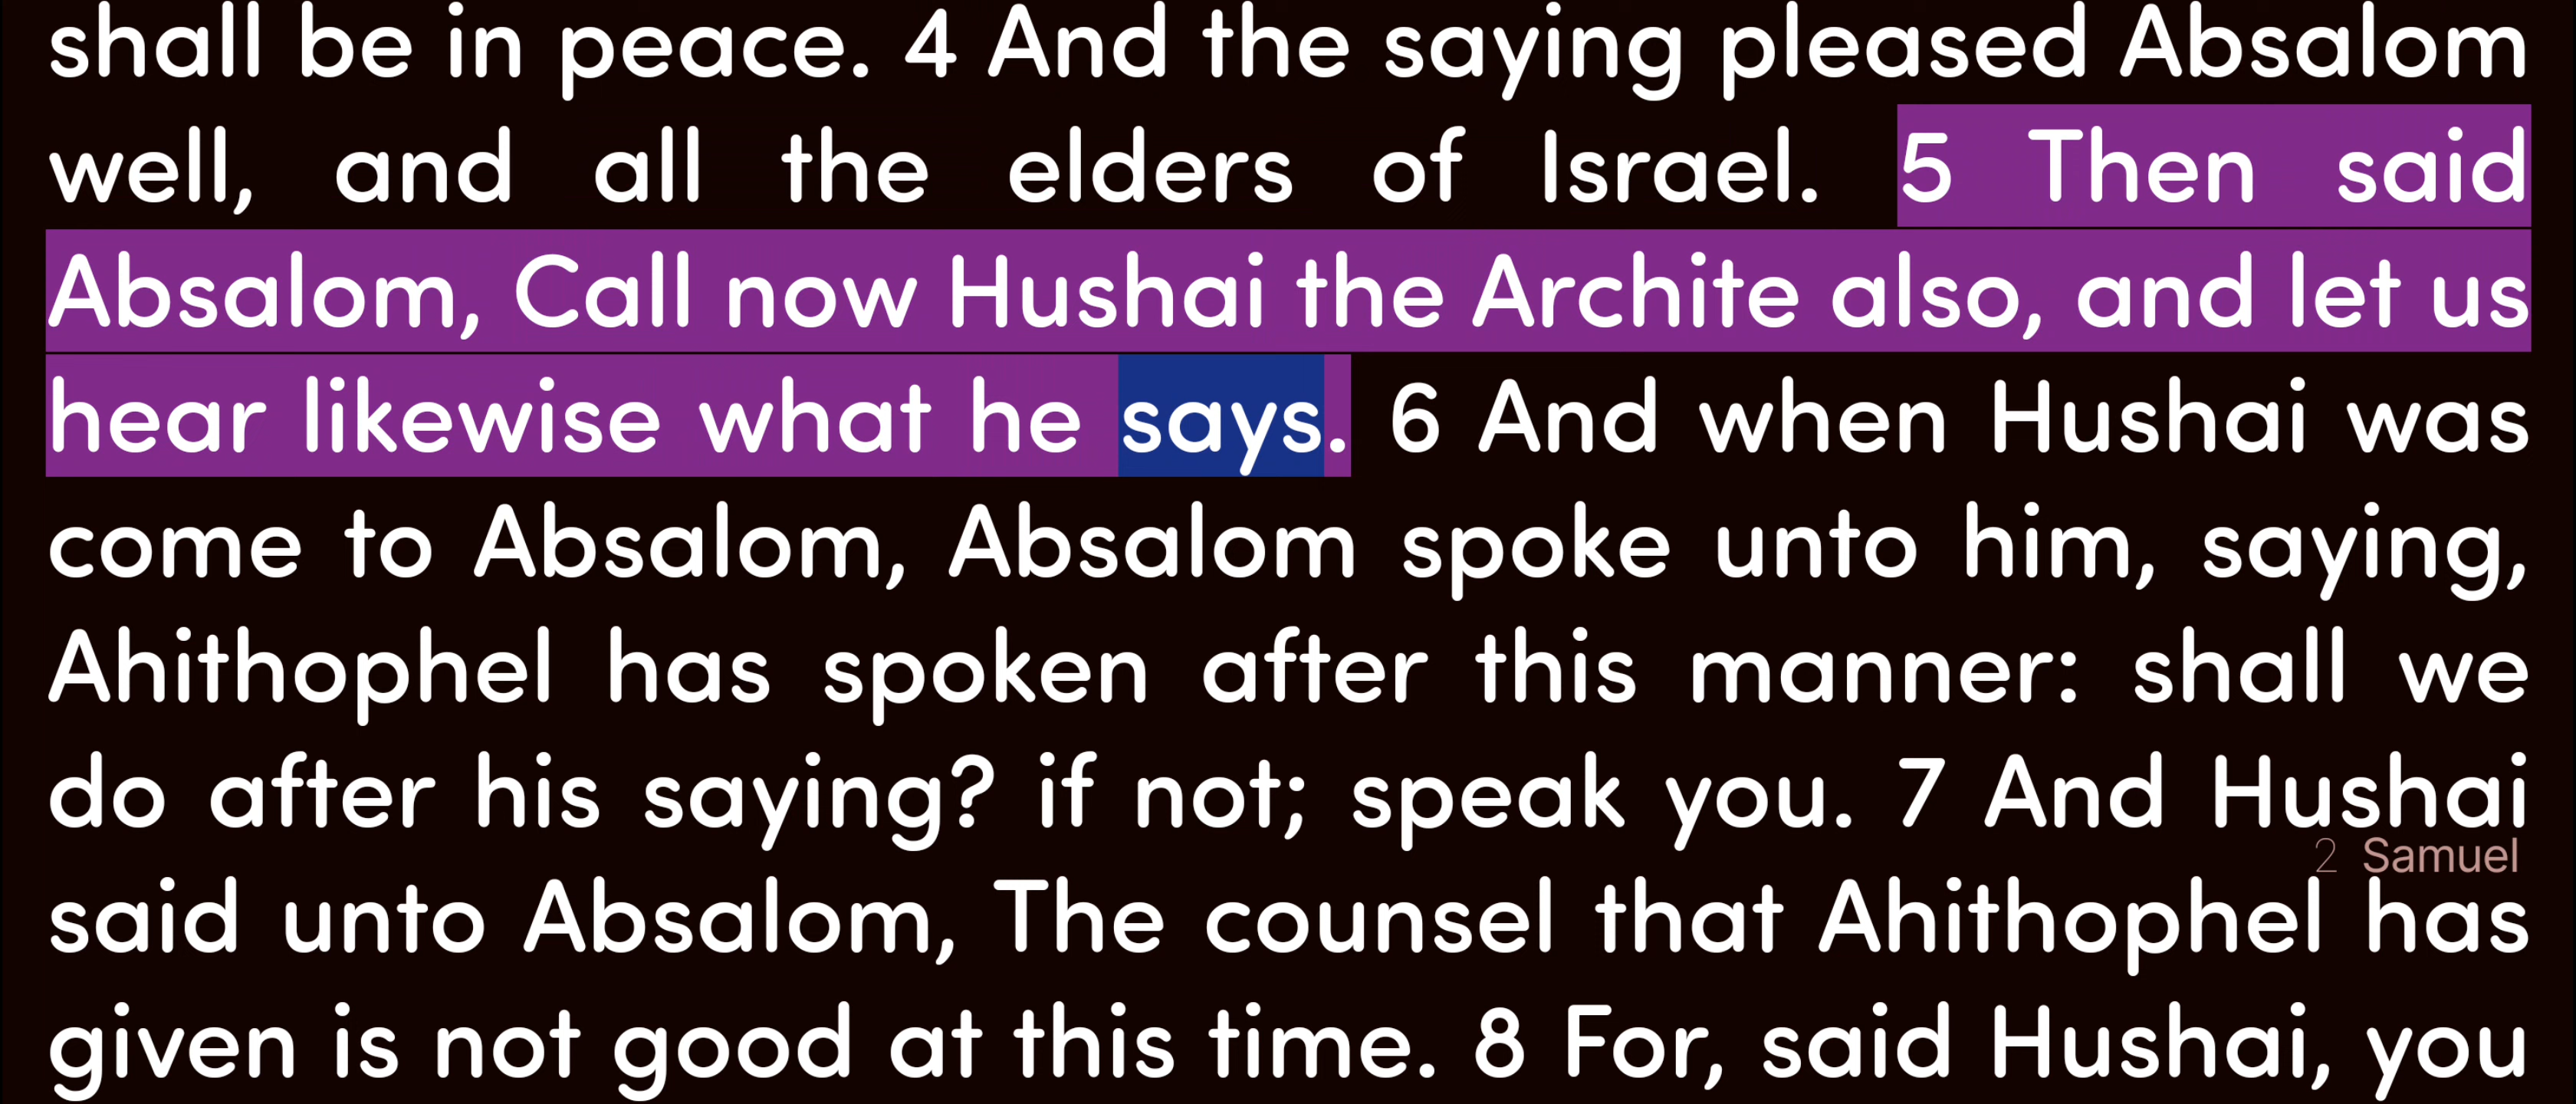 shall be in peace. 4 And the saying pleased Absalom
well, and all the elders of Israel. 5 Then said
Absalom, Call now Hushai the Archite also, and let us
hear likewise what he says. 6 And when Hushai was
come to Absalom, Absalom spoke unto him, saying,
Ahithophel has spoken after this manner: shall we
do after his saying? if not; speak you. 7 And Hushai
2 Samuel
said unto Absalom, The counsel that Ahithophel has
given is not good at this time. 8 For, said Hushai, you